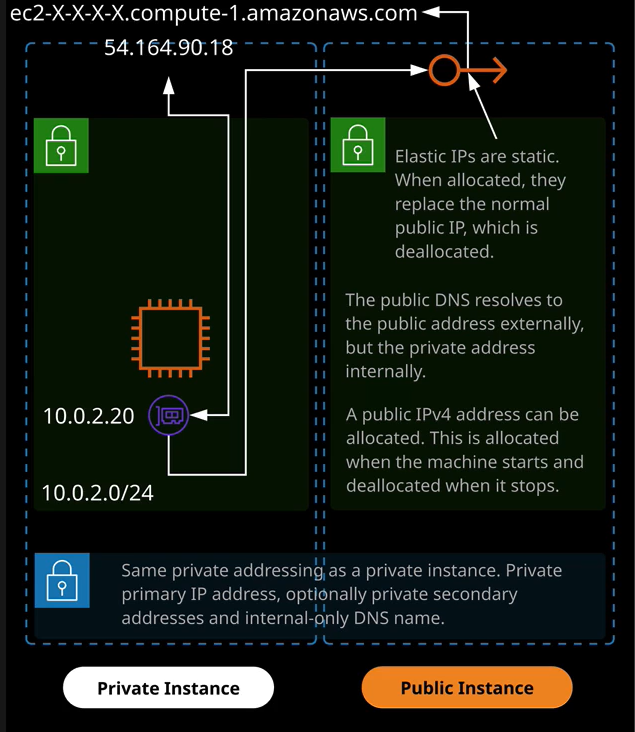 ec2-X-X-X-X.compute-1.amazonaws.com
54.164.90.18
Elastic IPs are static.
When allocated, they
replace the normal
public IP, which is
deallocated.
The public DNS resolves to
the public address externally,
but the private address
internally.
10.0.2.20
A public IPv4 address can be
allocated. This is allocated
when the machine starts and
deallocated when it stops.
10.0.2.0/24
Same private addressing as a private instance. Private
primary IP address, optionally private secondary
addresses and internal-only DNS name.
Private Instance
Public Instance